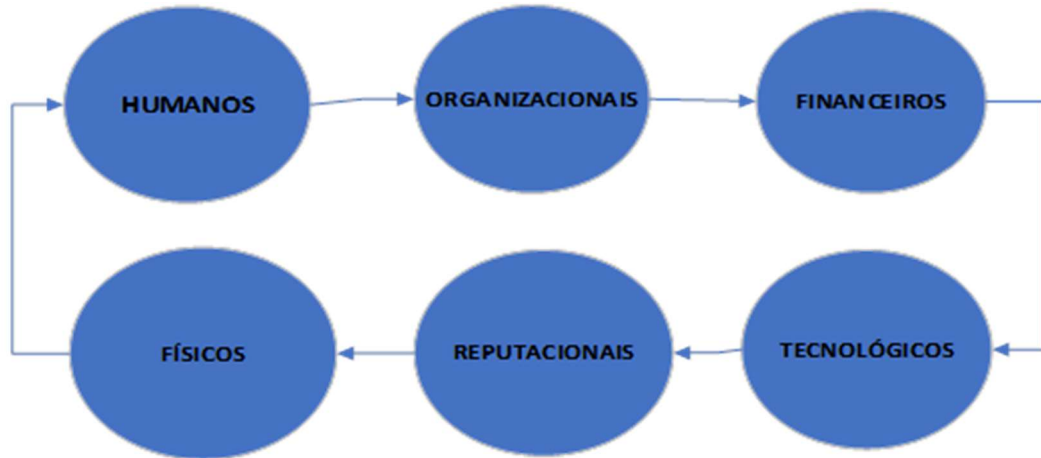 HUMANOS
ORGANIZACIONAIS
FINANCEIROS
FÍSICOS
REPUTACIONAIS
TECNOLÓGICOS